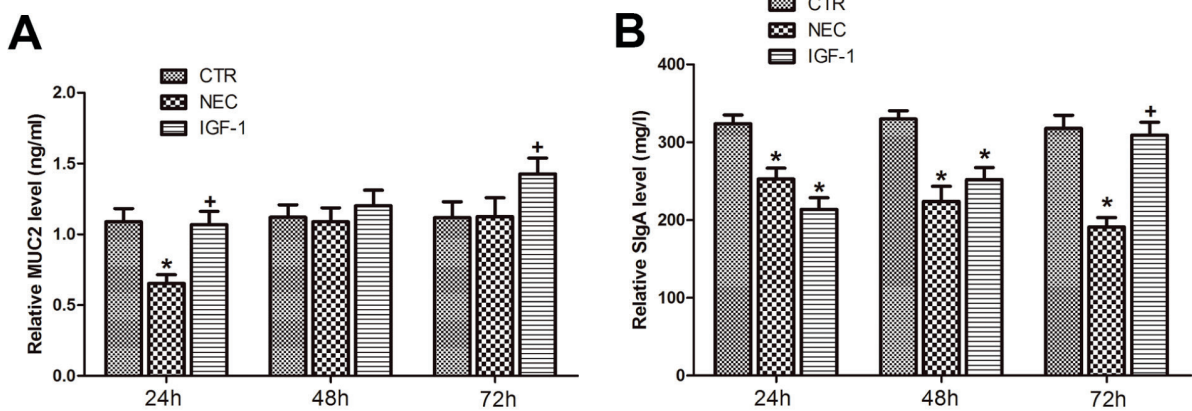 A
CTR
NEC
IGF-1
Relative MUC2 level (ng/ml)
2.0
1.5
1.0
0.5
0.0
+
*
+
24h
48h
72h
B
CTR
NEC
IGF-1
Relative SIgA level (mg/l)
400
300
200
100
0
*
*
*
*
+
*
24h
48h
72h